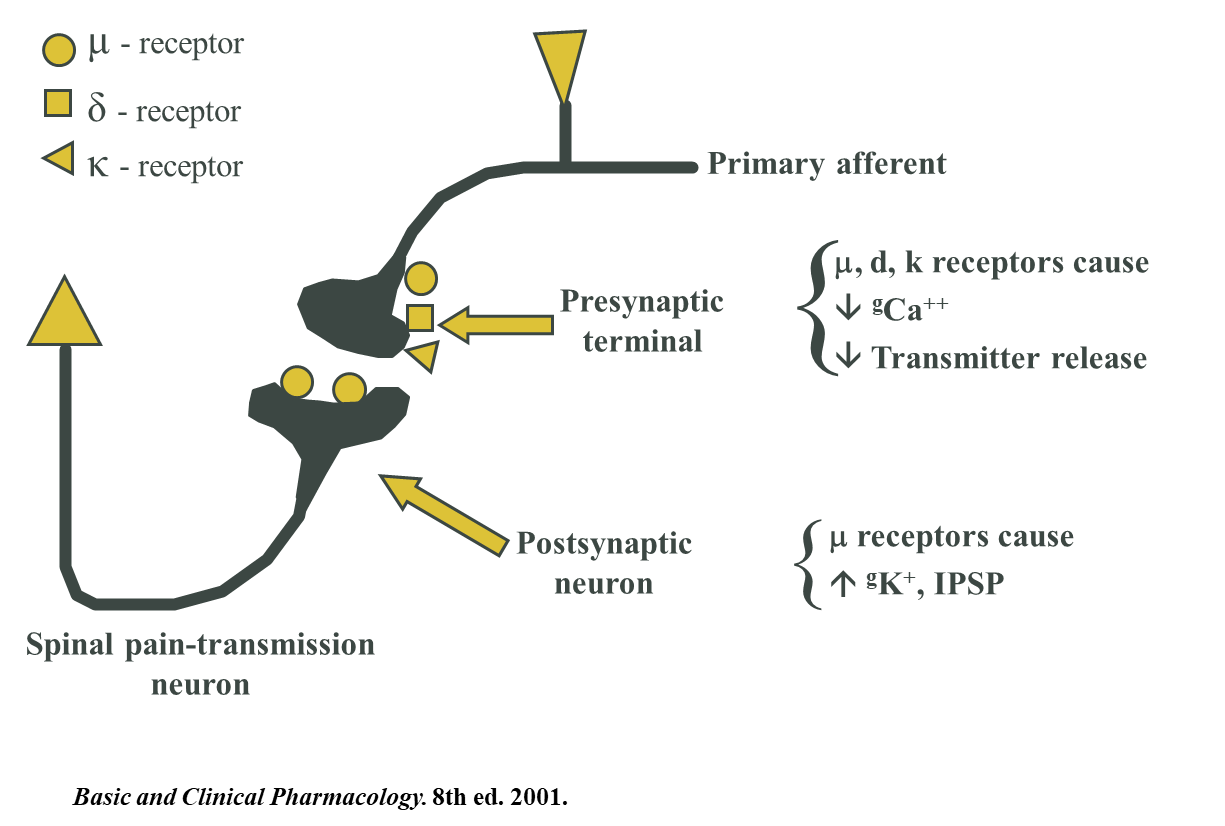 μ - receptor
δ - receptor
κ - receptor
Primary afferent
Presynaptic
terminal
μ, d, k receptors cause
↓ gCa++
↓ Transmitter release
Postsynaptic
neuron
μ receptors cause
↑ gK+, IPSP
Spinal pain-transmission
neuron
Basic and Clinical Pharmacology. 8th ed. 2001.